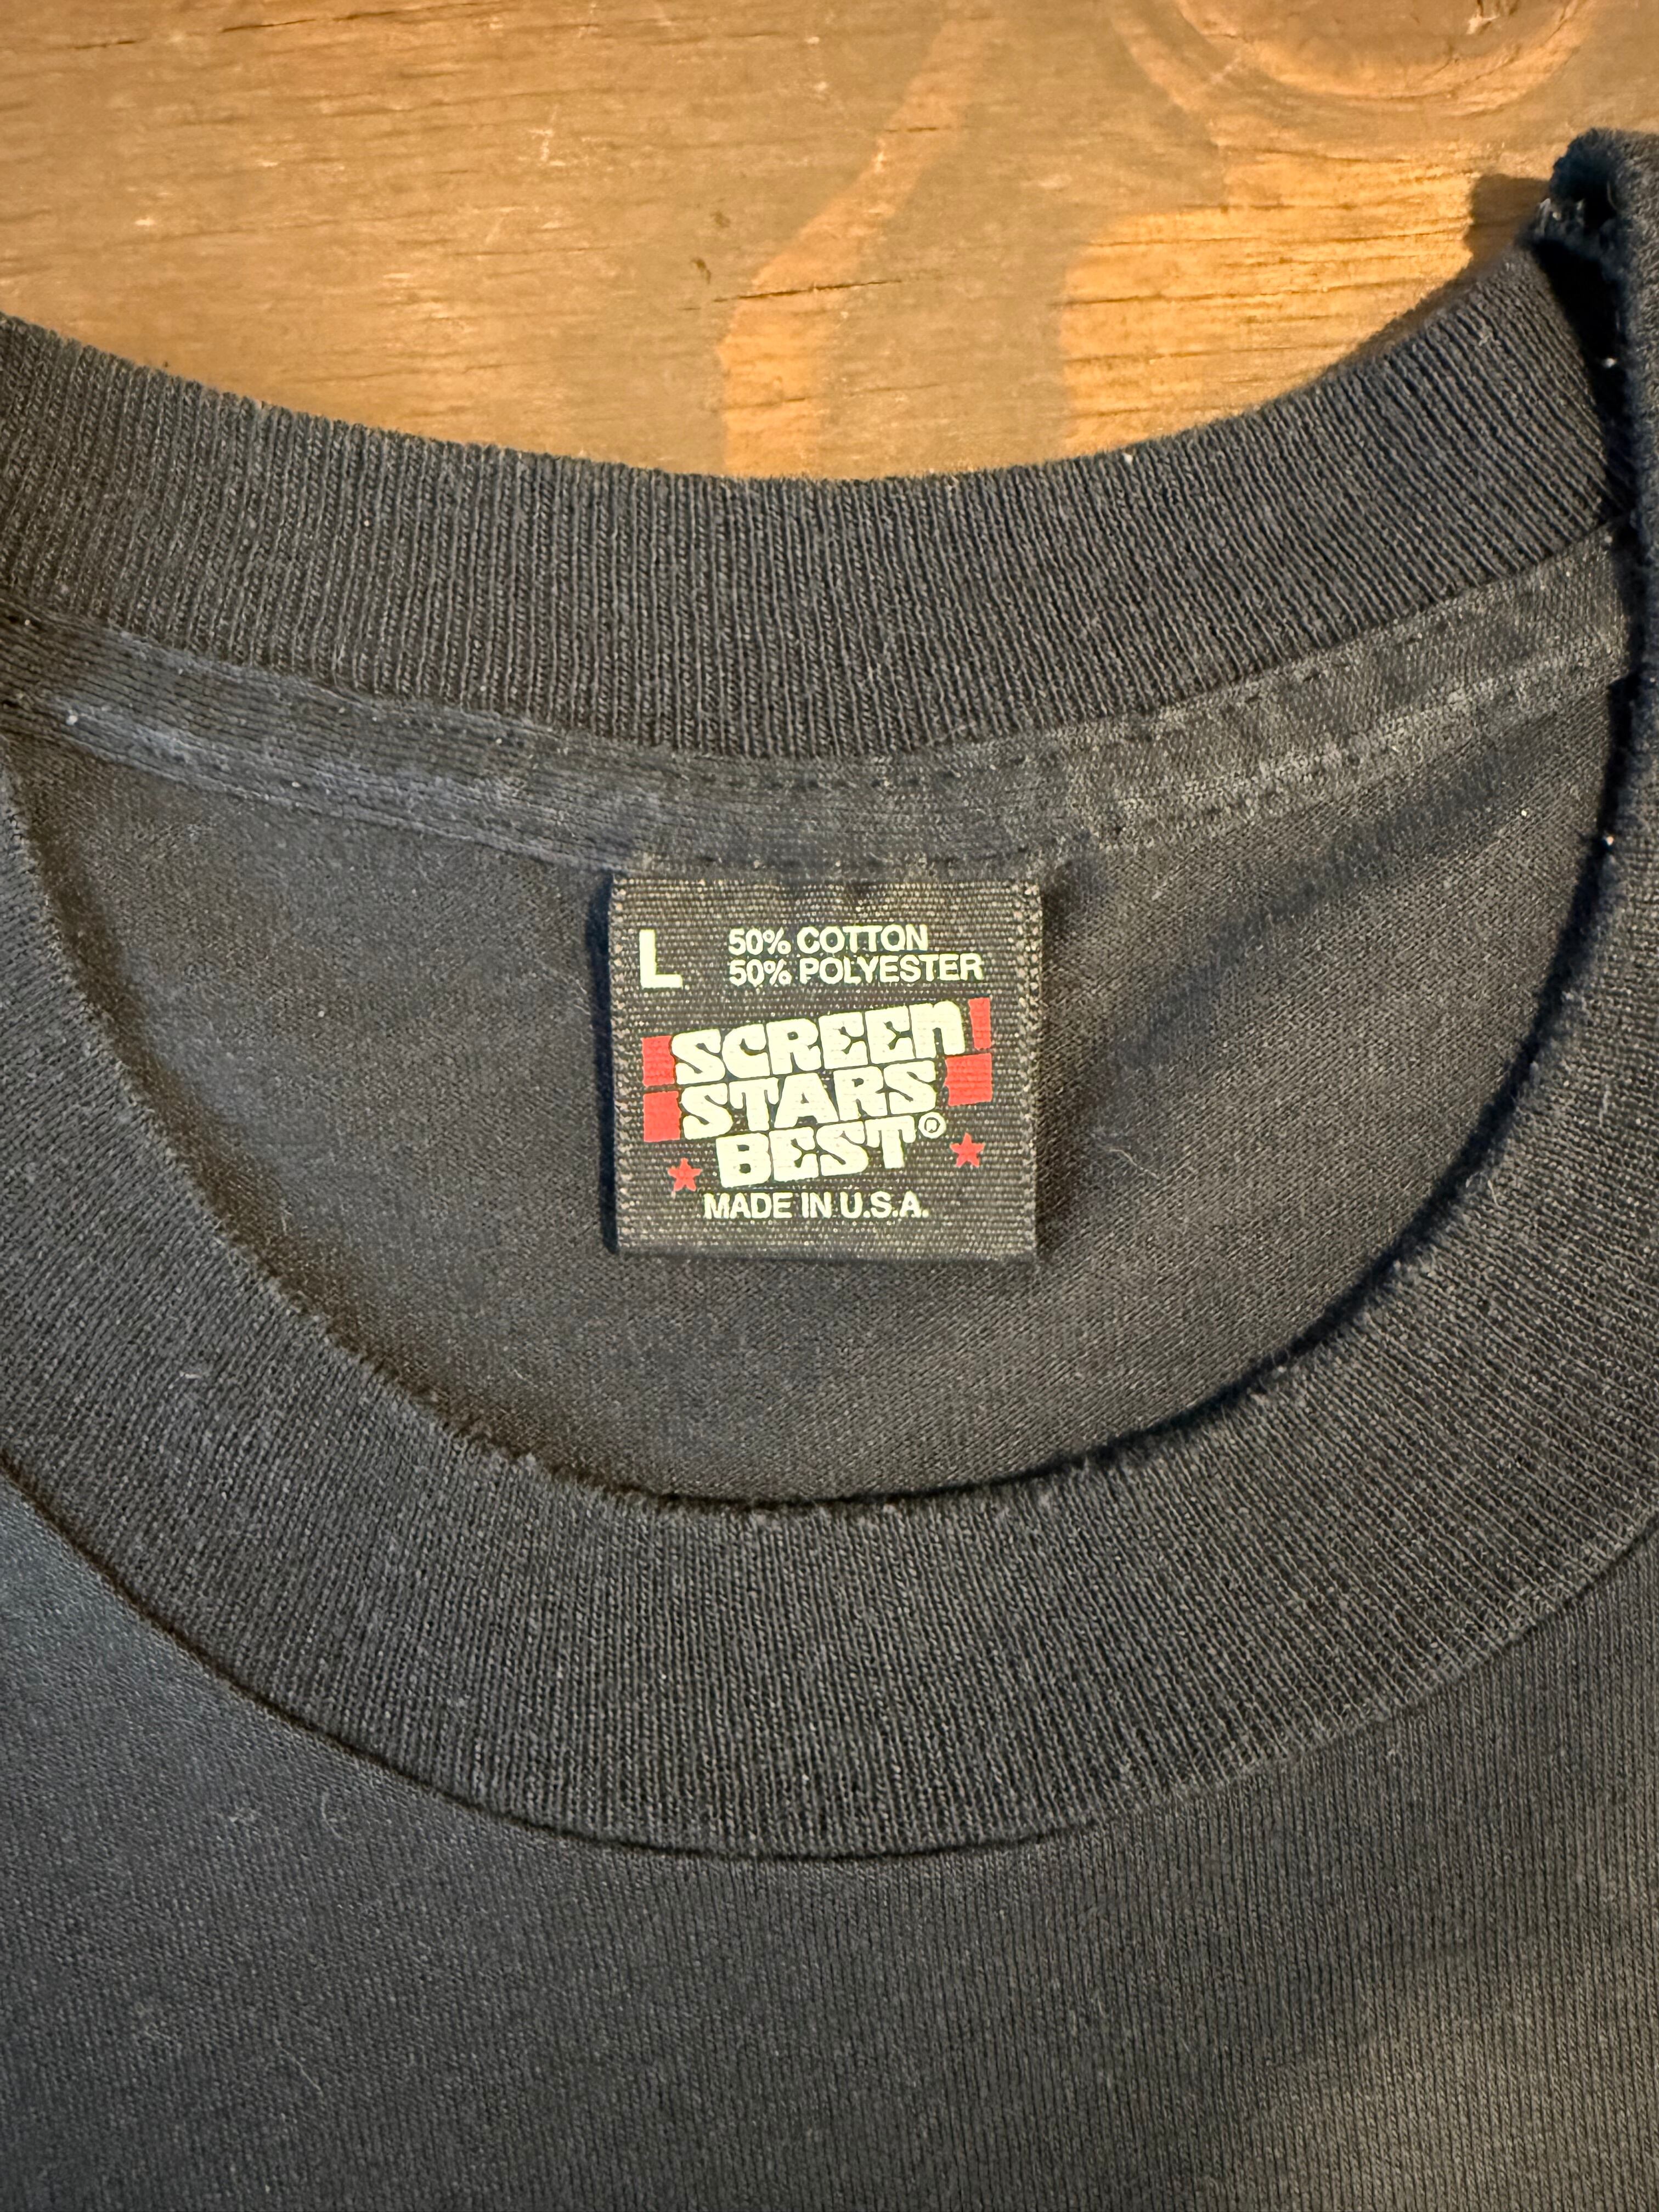 L 50% COTTON
50% POLYESTER
SCREEN
STARS
BEST®
MADE IN U.S.A.